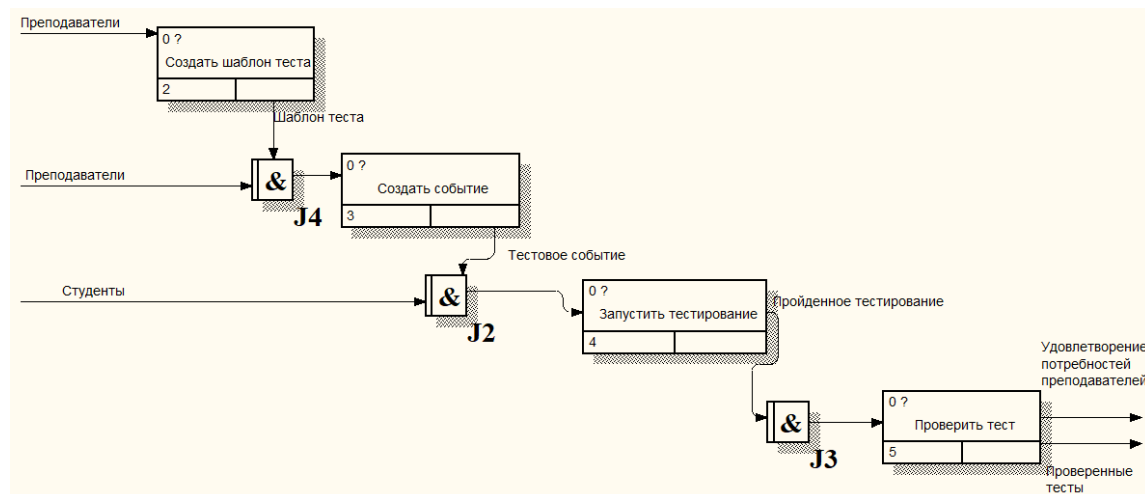 Преподаватели
0 ?
Создать шаблон теста
2
Шаблон теста
Преподаватели
&
J4
0 ?
Создать событие
3
Тестовое событие
Студенты
&
J2
0 ?
Запустить тестирование
4
Пройденное тестирование
&
J3
0 ?
Проверить тест
5
Удовлетворение
потребностей
преподавателей
Проверенные
тесты